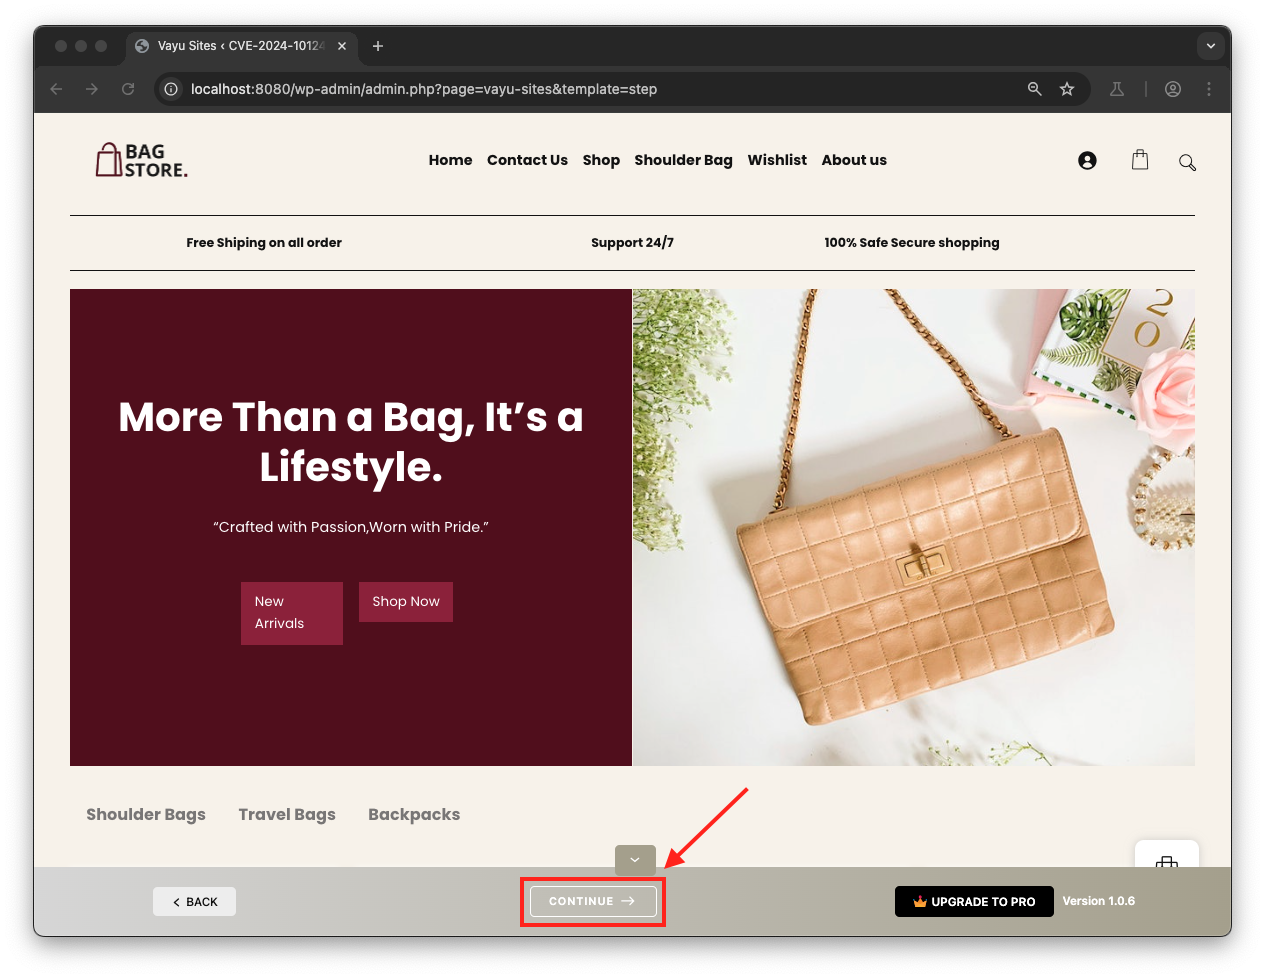 Vayu Sites ‹ CVE-2024-10124
localhost:8080/wp-admin/admin.php?page=vayu-sites&template=step
BAG
STORE.
Home Contact Us Shop Shoulder Bag Wishlist About us
Free Shiping on all order Support 24/7 100% Safe Secure shopping
More Than a Bag, It’s a
Lifestyle.
“Crafted with Passion,Worn with Pride.”
New
Arrivals
Shop Now
20
Shoulder Bags Travel Bags Backpacks
BACK CONTINUE UPGRADE TO PRO Version 1.0.6